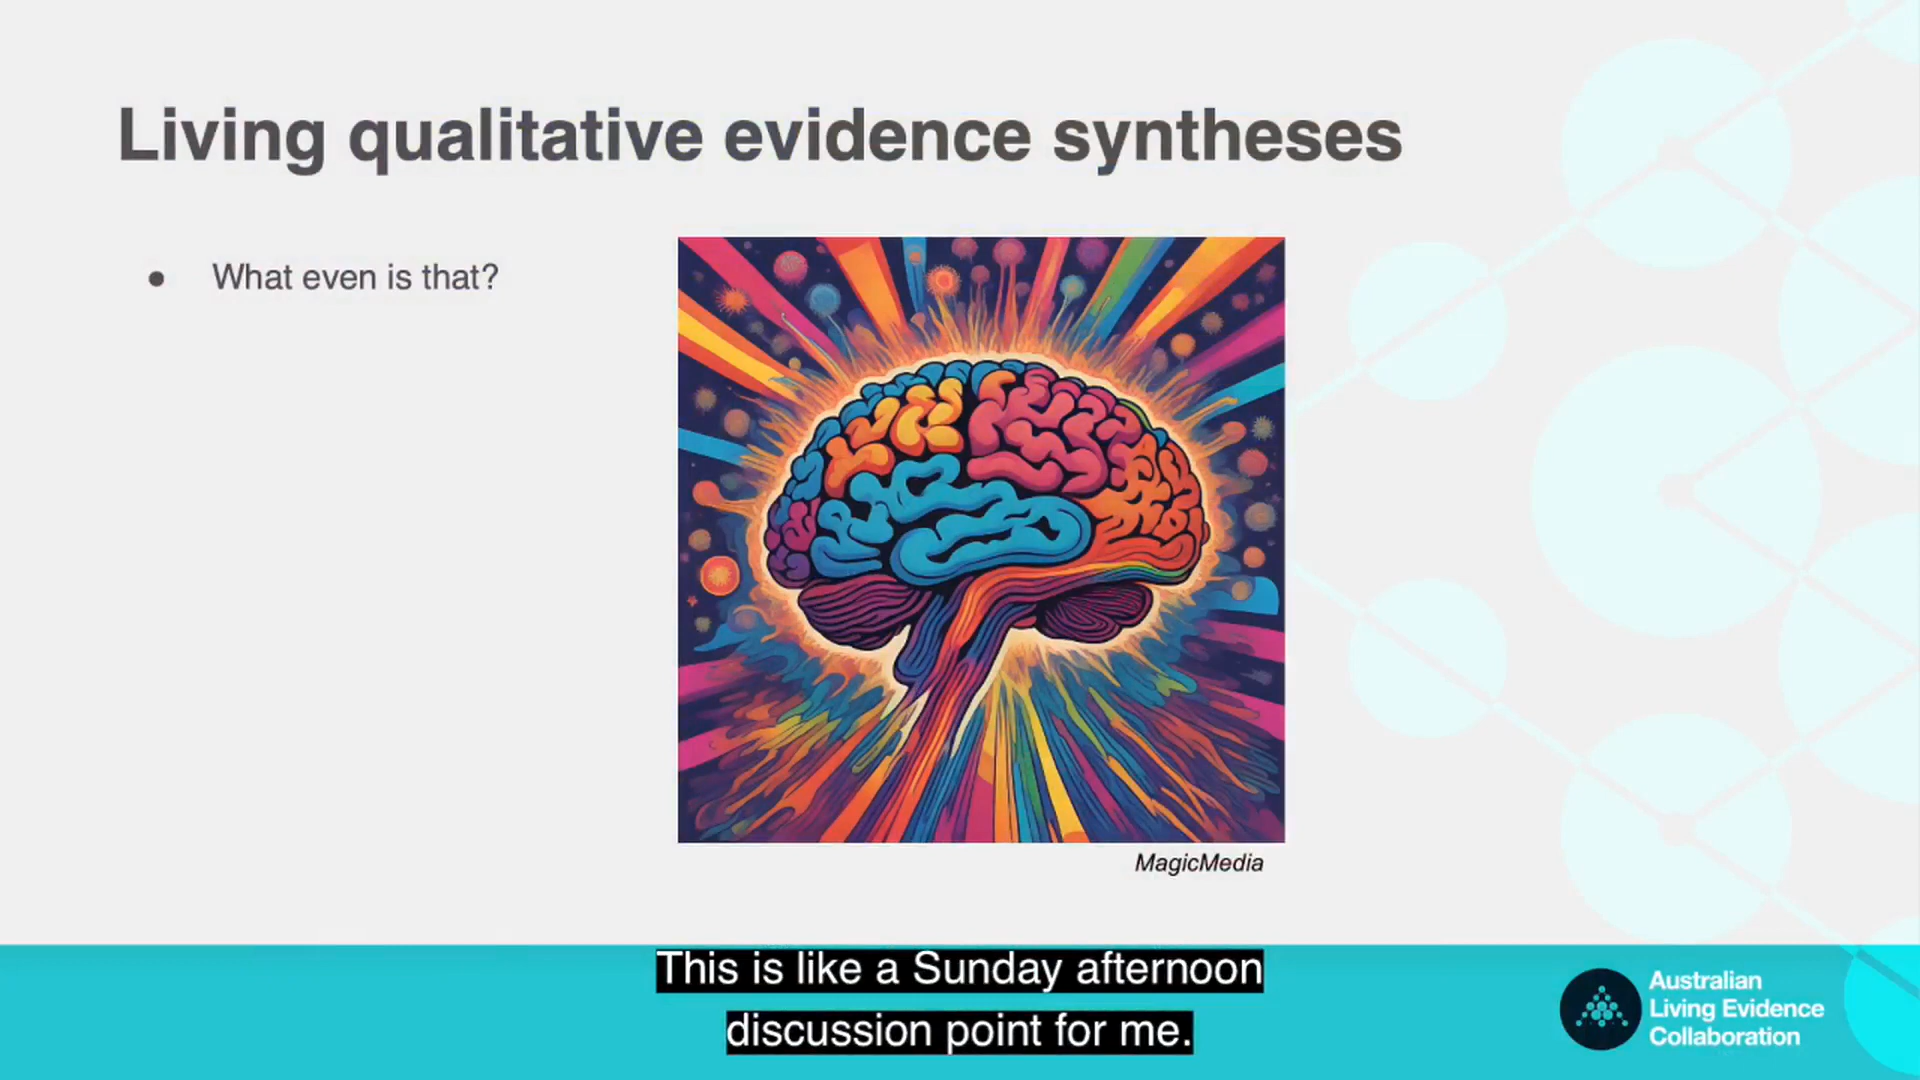 Living qualitative evidence syntheses
● What even is that?
MagicMedia
This is like a Sunday afternoon
discussion point for me.
Australian
Living Evidence
Collaboration